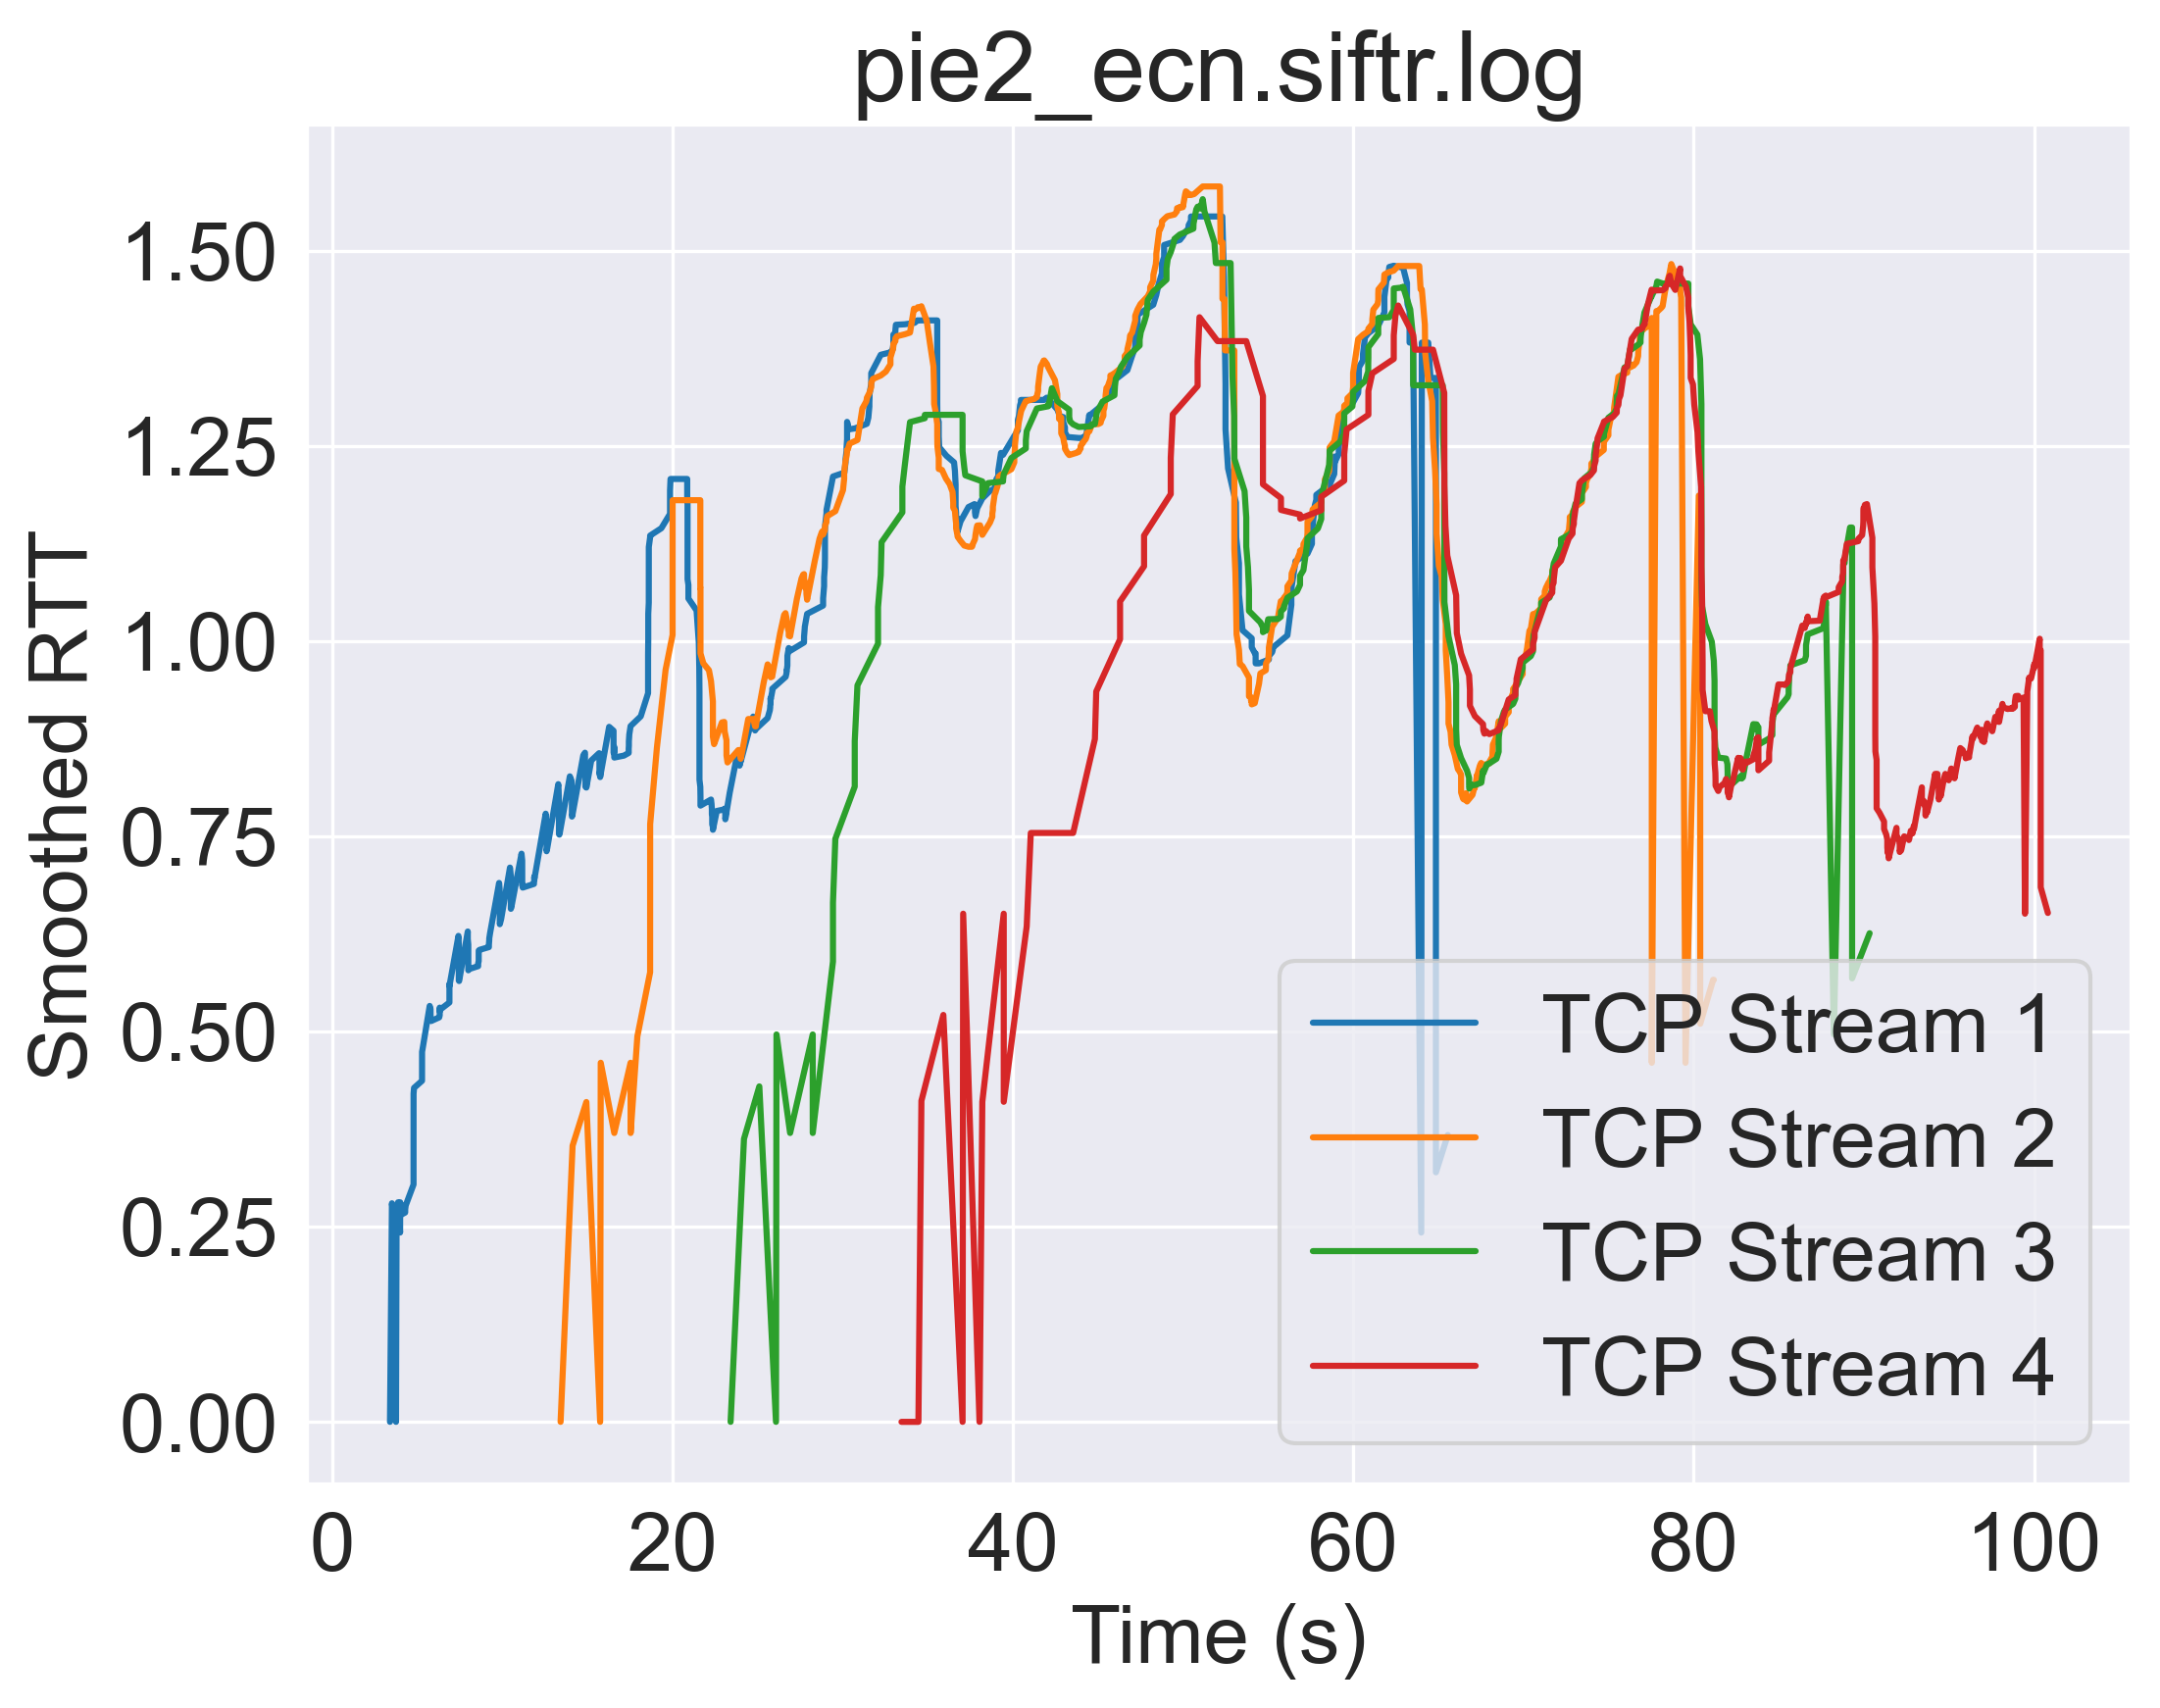 pie2_ecn.siftr.log
Smoothed RTT
1.50
1.25
1.00
0.75
0.50
0.25
0.00
TCP Stream 1
TCP Stream 2
TCP Stream 3
TCP Stream 4
0 20 40 60 80 100
Time (s)